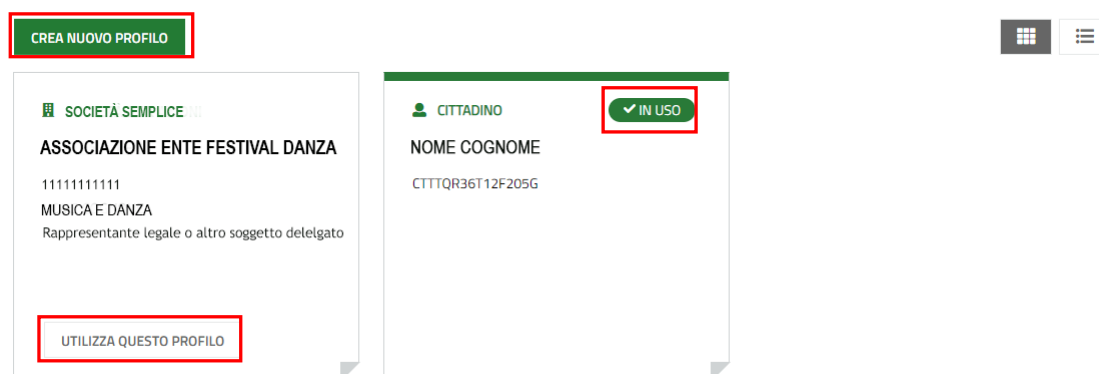 CREA NUOVO PROFILO
SOCIETÀ SEMPLICE
ASSOCIAZIONE ENTE FESTIVAL DANZA
11111111111
MUSICA E DANZA
Rappresentante legale o altro soggetto delelgato
UTILIZZA QUESTO PROFILO
CITTADINO
IN USO
NOME COGNOME
CTTTQR36T12F205G